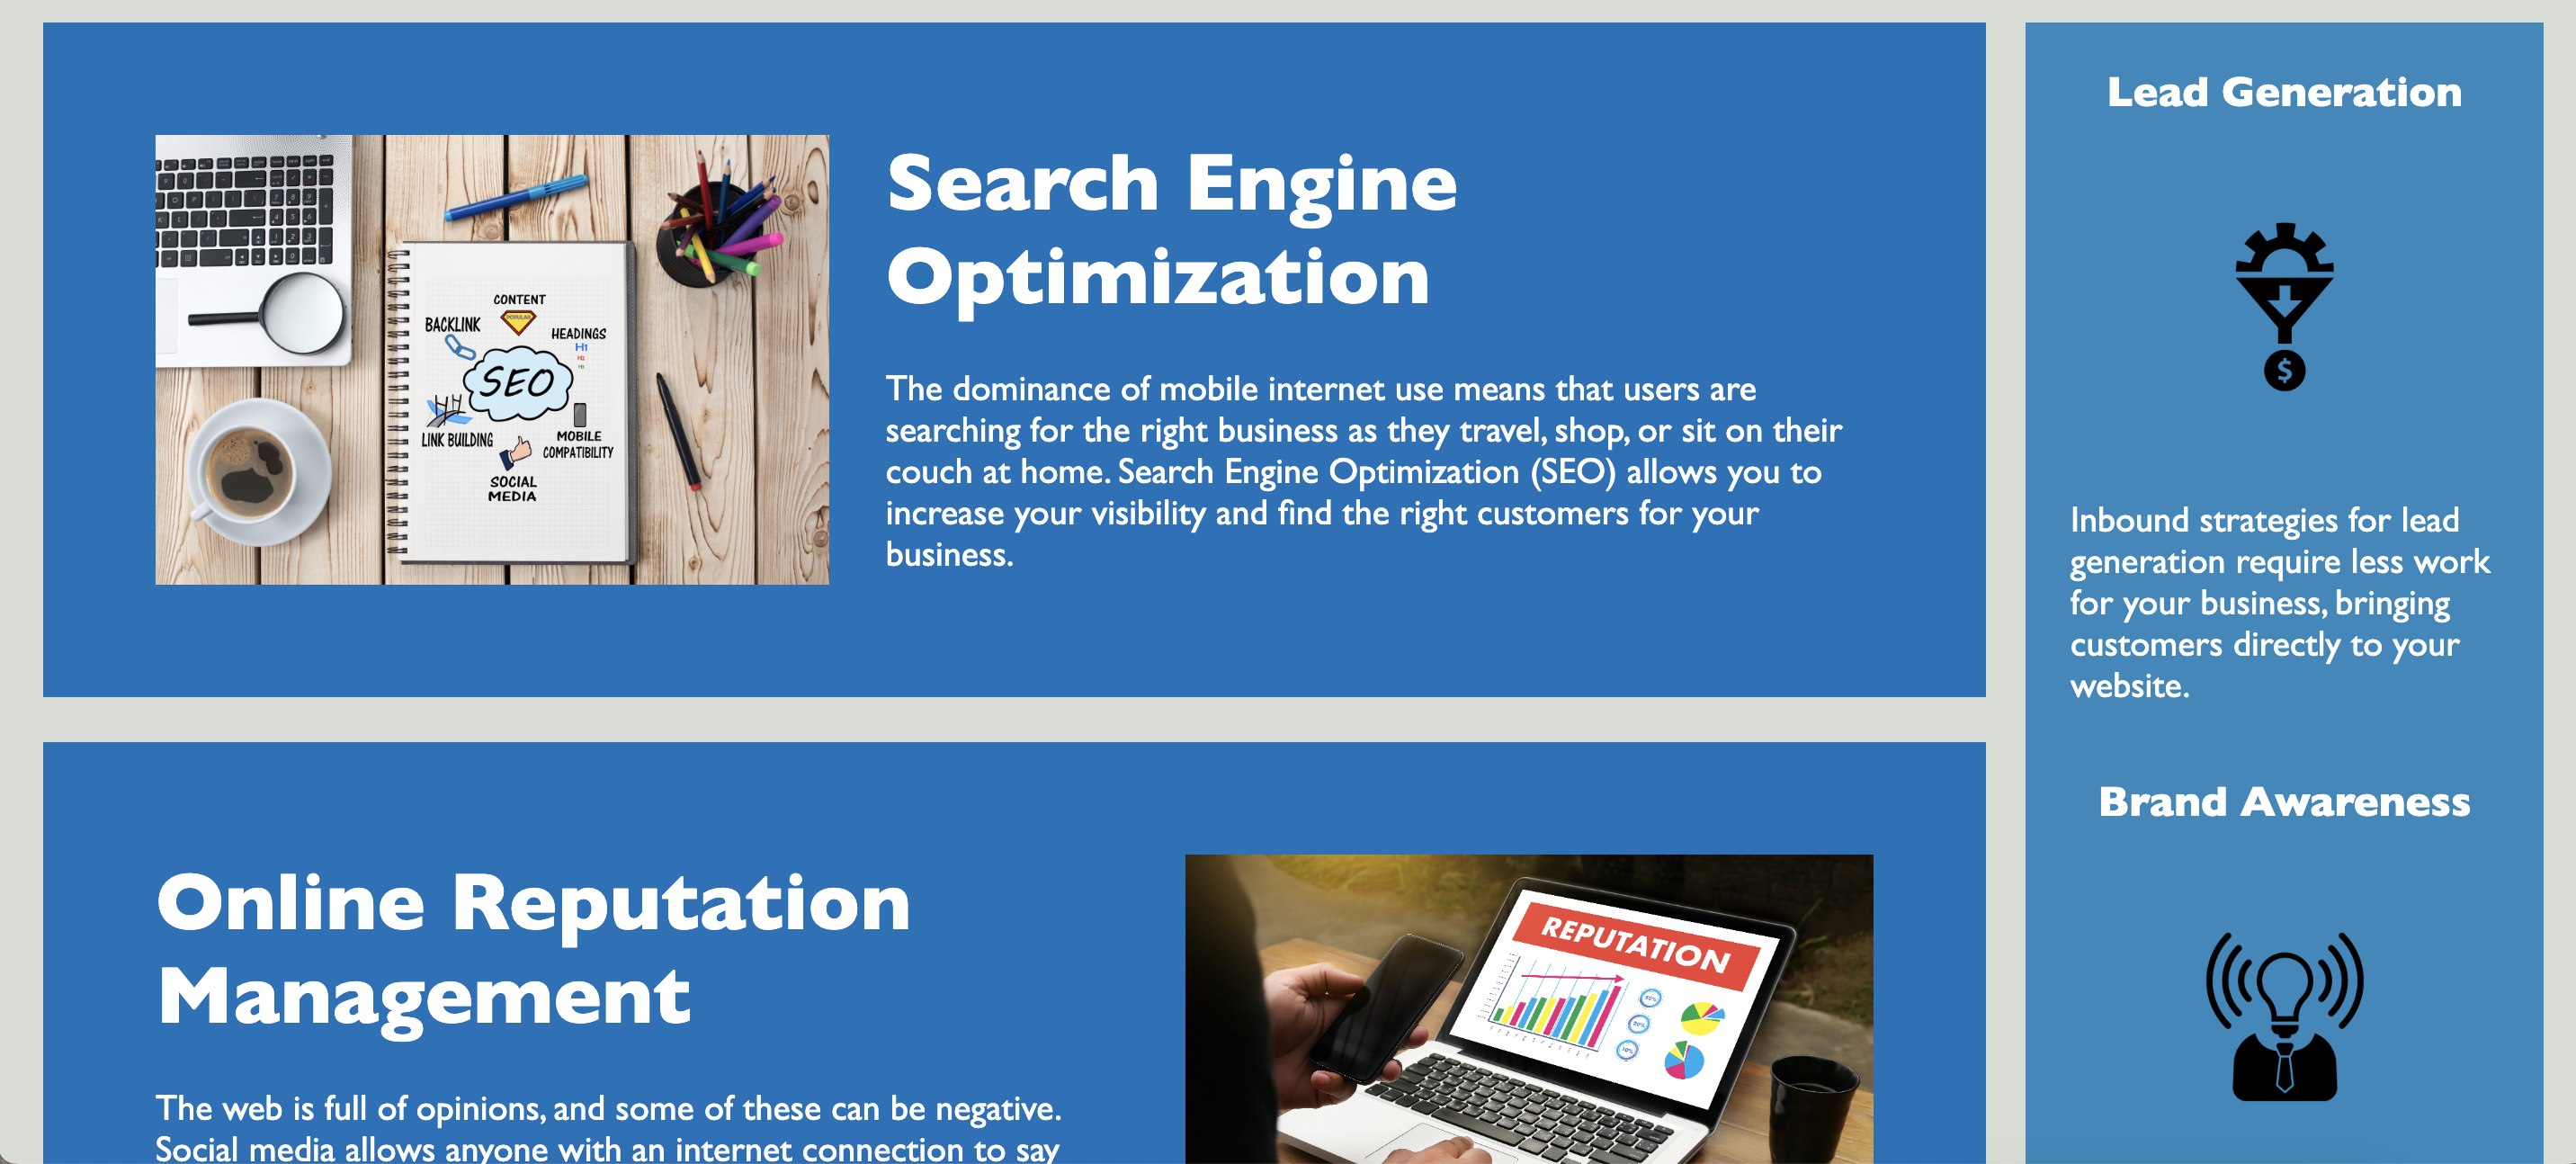 Search Engine
Optimization
The dominance of mobile internet use means that users are
searching for the right business as they travel, shop, or sit on their
couch at home. Search Engine Optimization (SEO) allows you to
increase your visibility and find the right customers for your
business.
CONTENT
POPULAR
BACKLINK
HEADINGS
H1
H2
H3
SEO
LINK BUILDING
MOBILE
COMPATIBILITY
SOCIAL
MEDIA
Online Reputation
Management
The web is full of opinions, and some of these can be negative.
Social media allows anyone with an internet connection to say
REPUTATION
Lead Generation
$
Inbound strategies for lead
generation require less work
for your business, bringing
customers directly to your
website.
Brand Awareness